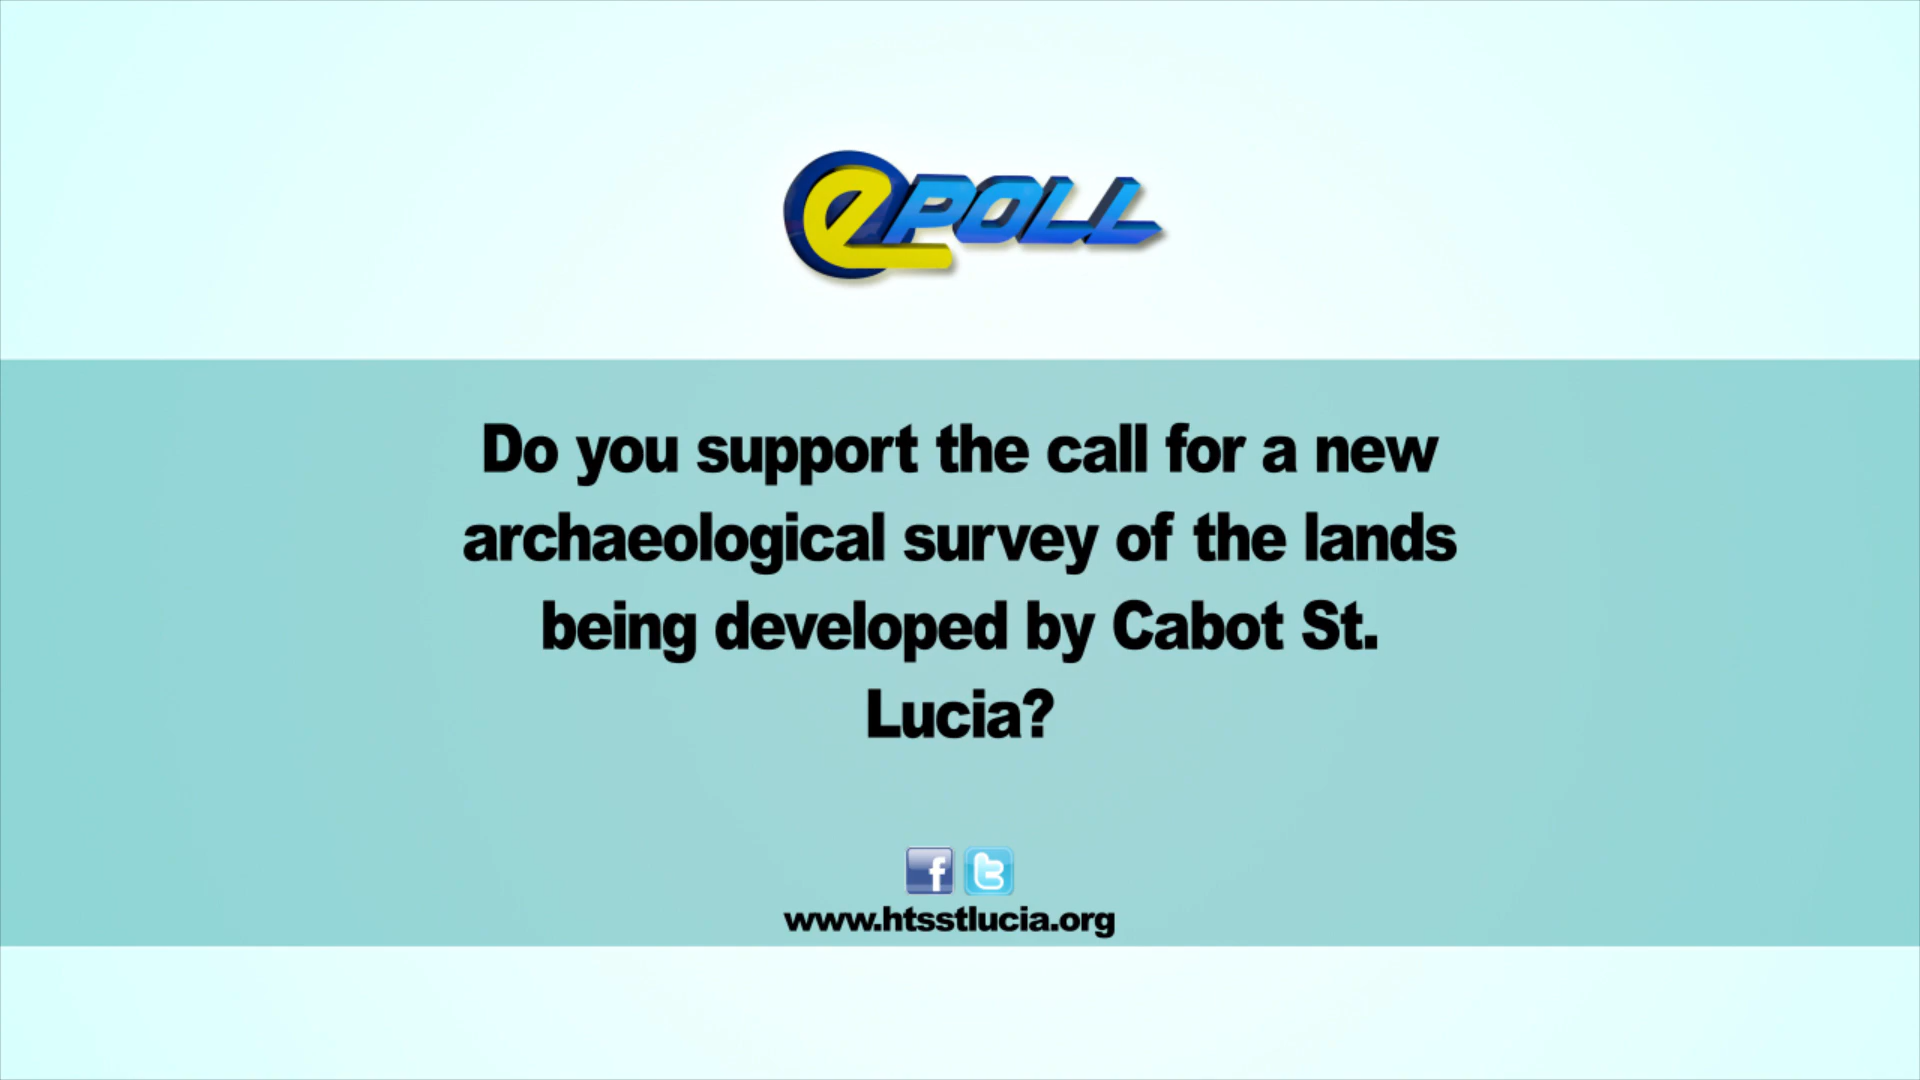 ePOLL
Do you support the call for a new
archaeological survey of the lands
being developed by Cabot St.
Lucia?
www.htsstlucia.org